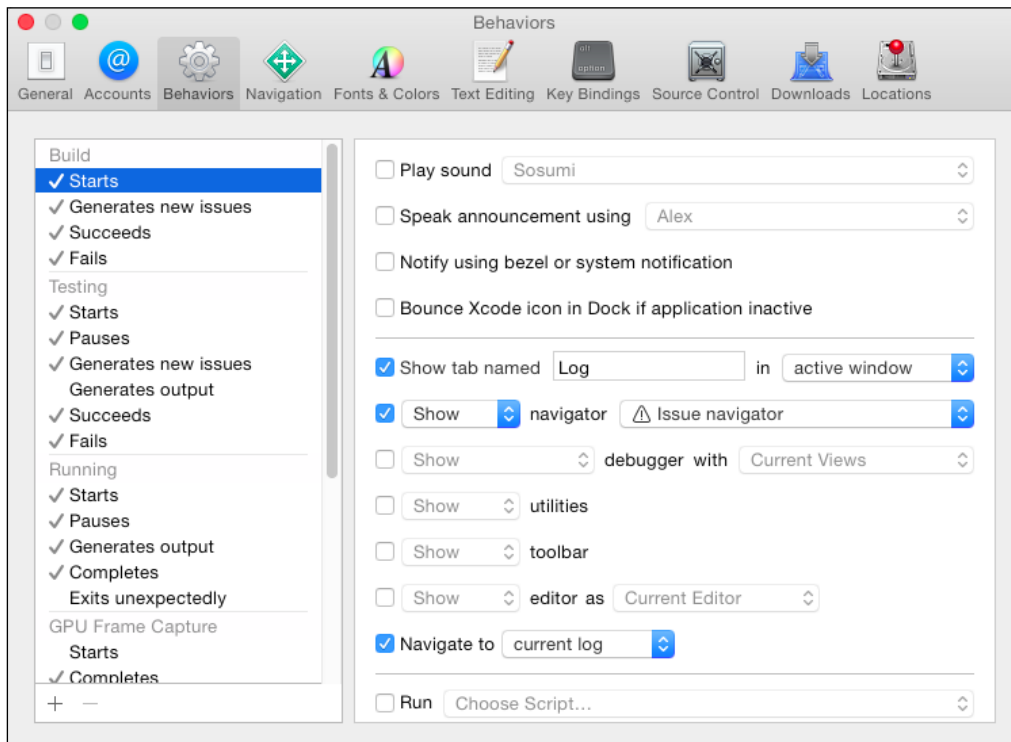 Behaviors
General Accounts Behaviors Navigation Fonts & Colors Text Editing Key Bindings Source Control Downloads Locations
alt
option
Build
Starts
Generates new issues
Succeeds
Fails
Testing
Starts
Pauses
Generates new issues
Generates output
Succeeds
Fails
Running
Starts
Pauses
Generates output
Completes
Exits unexpectedly
GPU Frame Capture
Starts
Completes
Play sound Sosumi
Speak announcement using Alex
Notify using bezel or system notification
Bounce Xcode icon in Dock if application inactive
Show tab named Log in active window
Show navigator Issue navigator
Show debugger with Current Views
Show utilities
Show toolbar
Show editor as Current Editor
Navigate to current log
Run Choose Script...